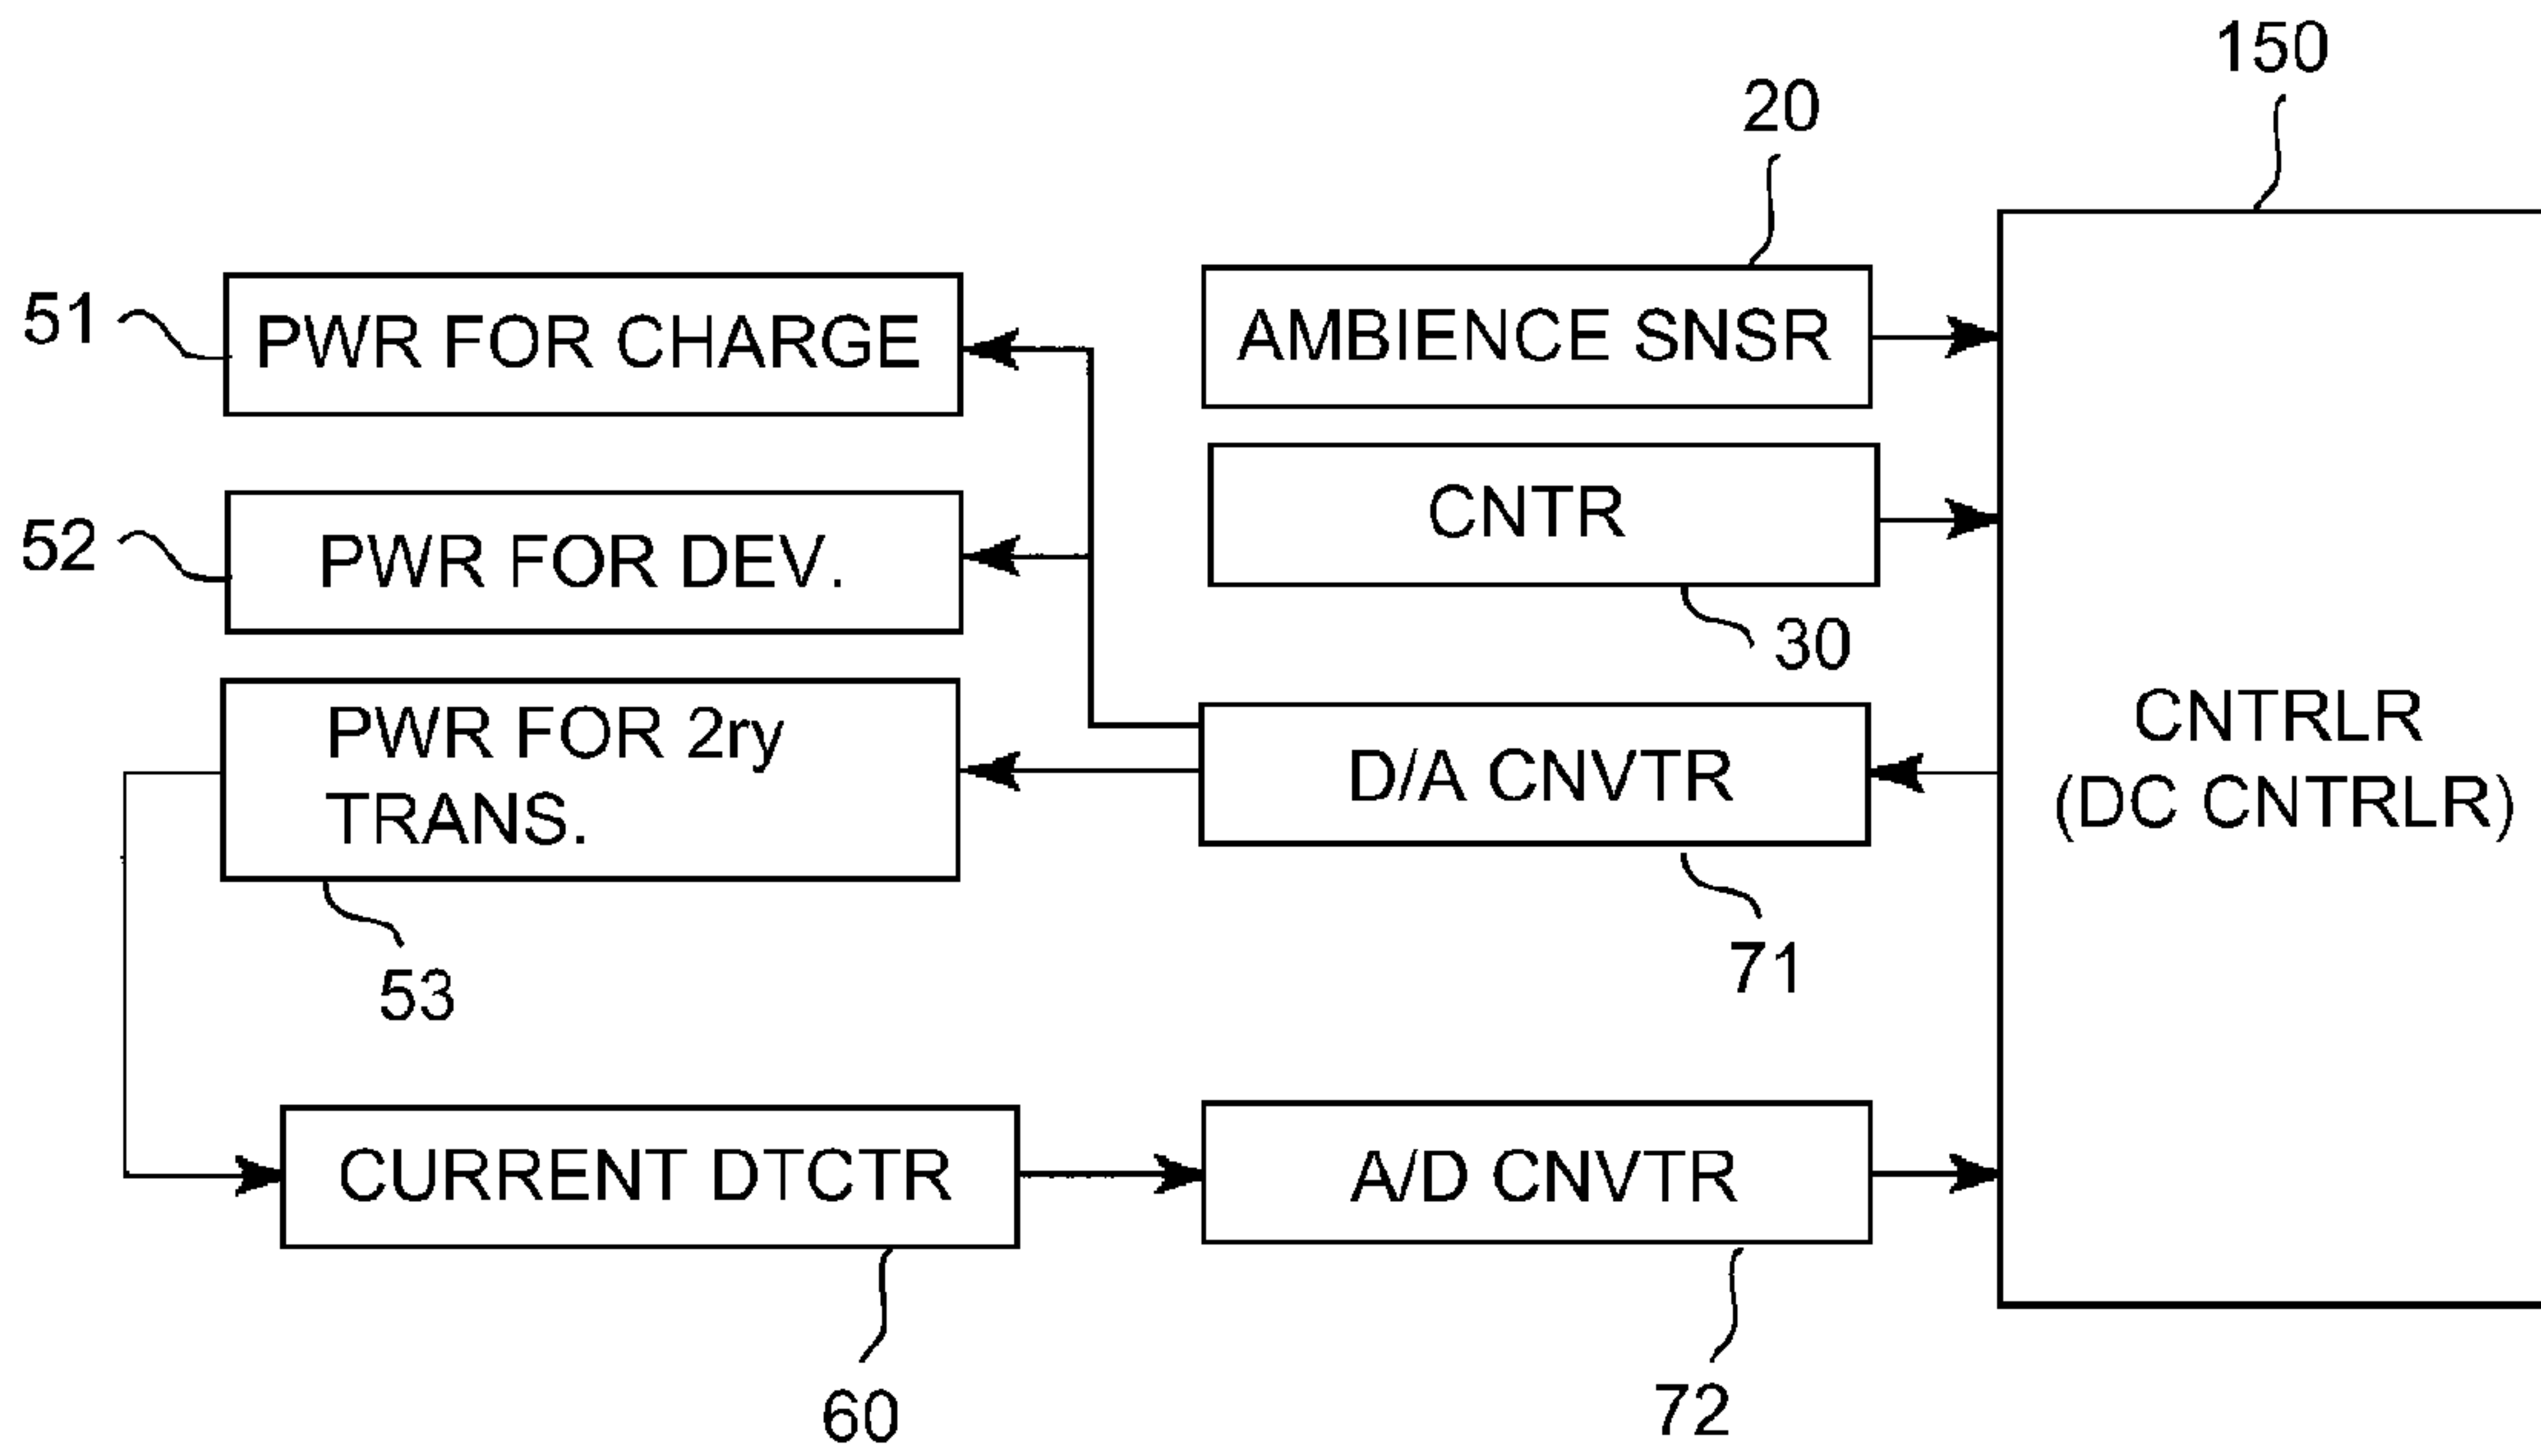 150
20
51
PWR FOR CHARGE
AMBIENCE SNSR
52
PWR FOR DEV.
CNTR
30
PWR FOR 2ry
TRANS.
D/A CNVTR
CNTRLR
(DC CNTRLR)
53
71
CURRENT DTCTR
A/D CNVTR
60
72